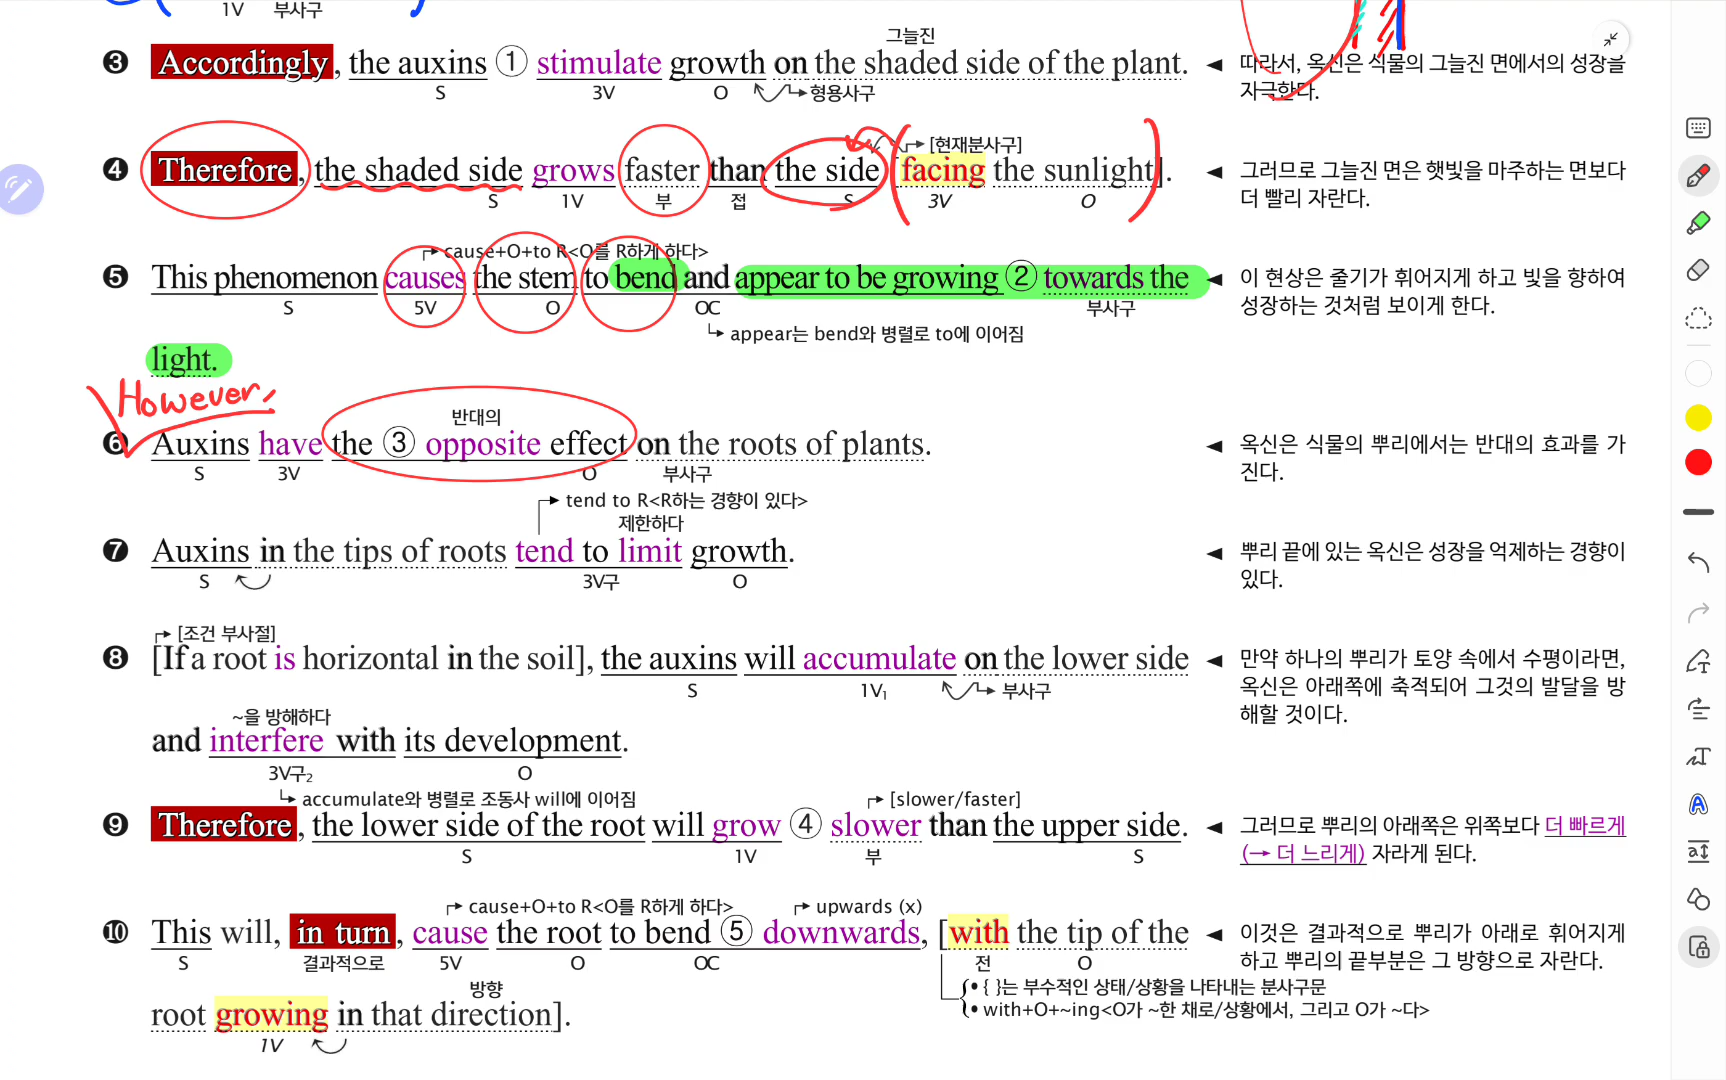 1V 부사구
그늘진
❸ Accordingly, the auxins ① stimulate growth on the shaded side of the plant. ◄ 따라서, 옥신은 식물의 그늘진 면에서의 성장을
S 3V O 형용사구 자극한다.
[현재분사구]
❹ Therefore, the shaded side grows faster than the side facing the sunlight]. ◄ 그러므로 그늘진 면은 햇빛을 마주하는 면보다
S 1V 부 접 S 3V O 더 빨리 자란다.
cause+O+to R<O를 R하게 하다>
❺ This phenomenon causes the stem to bend and appear to be growing ② towards the ◄ 이 현상은 줄기가 휘어지게 하고 빛을 향하여
S 5V O OC 부사구 성장하는 것처럼 보이게 한다.
appear는 bend와 병렬로 to에 이어짐
light.
However,
반대의
❻ Auxins have the ③ opposite effect on the roots of plants. ◄ 옥신은 식물의 뿌리에서는 반대의 효과를 가
S 3V O 부사구 진다.
tend to R<R하는 경향이 있다>
제한하다
❼ Auxins in the tips of roots tend to limit growth. ◄ 뿌리 끝에 있는 옥신은 성장을 억제하는 경향이
S 3V구 O 있다.
[조건 부사절]
❽ [If a root is horizontal in the soil], the auxins will accumulate on the lower side ◄ 만약 하나의 뿌리가 토양 속에서 수평이라면,
S 1V₁ 부사구 옥신은 아래쪽에 축적되어 그것의 발달을 방
~을 방해하다 해할 것이다.
and interfere with its development.
3V구₂ O
accumulate와 병렬로 조동사 will에 이어짐 [slower/faster]
❾ Therefore, the lower side of the root will grow ④ slower than the upper side. ◄ 그러므로 뿌리의 아래쪽은 위쪽보다 더 빠르게
S 1V 부 S (→ 더 느리게) 자라게 된다.
cause+O+to R<O를 R하게 하다> upwards (x)
❿ This will, in turn, cause the root to bend ⑤ downwards, [with the tip of the ◄ 이것은 결과적으로 뿌리가 아래로 휘어지게
S 결과적으로 5V O OC 전 O 하고 뿌리의 끝부분은 그 방향으로 자란다.
방향 • { }는 부수적인 상태/상황을 나타내는 분사구문
root growing in that direction]. • with+O+~ing<O가 ~한 채로/상황에서, 그리고 O가 ~다>
1V